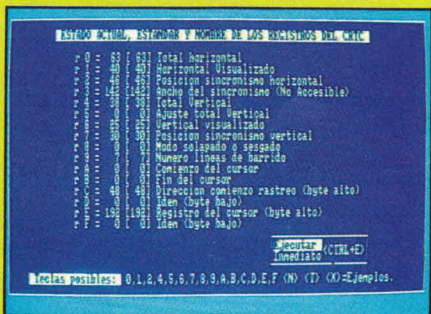 ESTADO ACTUAL, ESTANDAR Y NOMBRE DE LOS REGISTROS DEL CRTC
r 0 = 63 [ 63] Total horizontal
r 1 = 40 [ 40] Horizontal Visualizado
r 2 = 46 [ 46] Posicion sincronismo horizontal
r 3 = 142 [142] Ancho del sincronismo (No Accesible)
r 4 = 38 [ 38] Total Vertical
r 5 = 0 [ 0] Ajuste total Vertical
r 6 = 25 [ 25] Vertical visualizado
r 7 = 30 [ 30] Posicion sincronismo vertical
r 8 = 0 [ 0] Modo solapado o sesgado
r 9 = 7 [ 7] Numero lineas de barrido
r A = 0 [ 0] Comienzo del cursor
r B = 0 [ 0] Fin del cursor
r C = 48 [ 48] Direccion comienzo rastreo (byte alto)
r D = 0 [ 0] Idem (byte bajo)
r E = 192 [192] Registro del cursor (byte alto)
r F = 0 [ 0] Idem (byte bajo)
Ejecutar
Inmediato (CTRL+E)
Teclas posibles: 0,1,2,4,5,6,7,8,9,A,B,C,D,E,F (N) (T) (X)=Ejemplos.